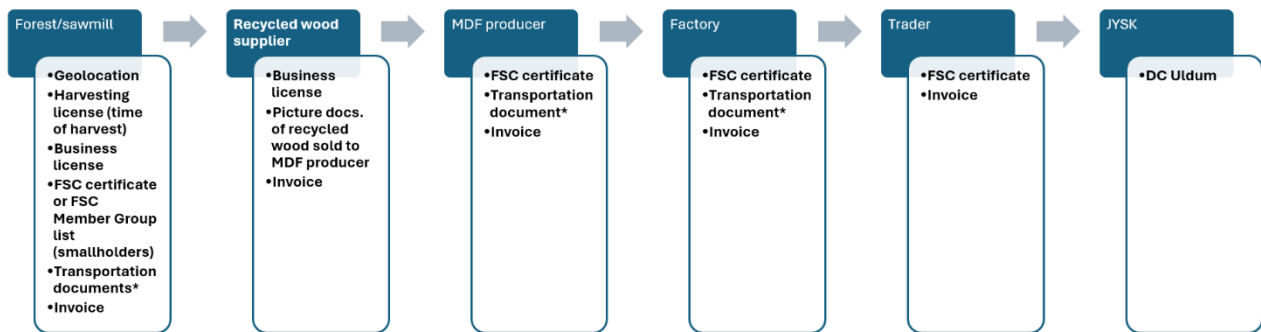 Forest/sawmill
•Geolocation
•Harvesting
license (time
of harvest)
•Business
license
•FSC certificate
or FSC
Member Group
list
(smallholders)
•Transportation
documents*
•Invoice
Recycled wood
supplier
•Business
license
•Picture docs.
of recycled
wood sold to
MDF producer
•Invoice
MDF producer
•FSC certificate
•Transportation
document*
•Invoice
Factory
•FSC certificate
•Transportation
document*
•Invoice
Trader
•FSC certificate
•Invoice
JYSK
•DC Uldum